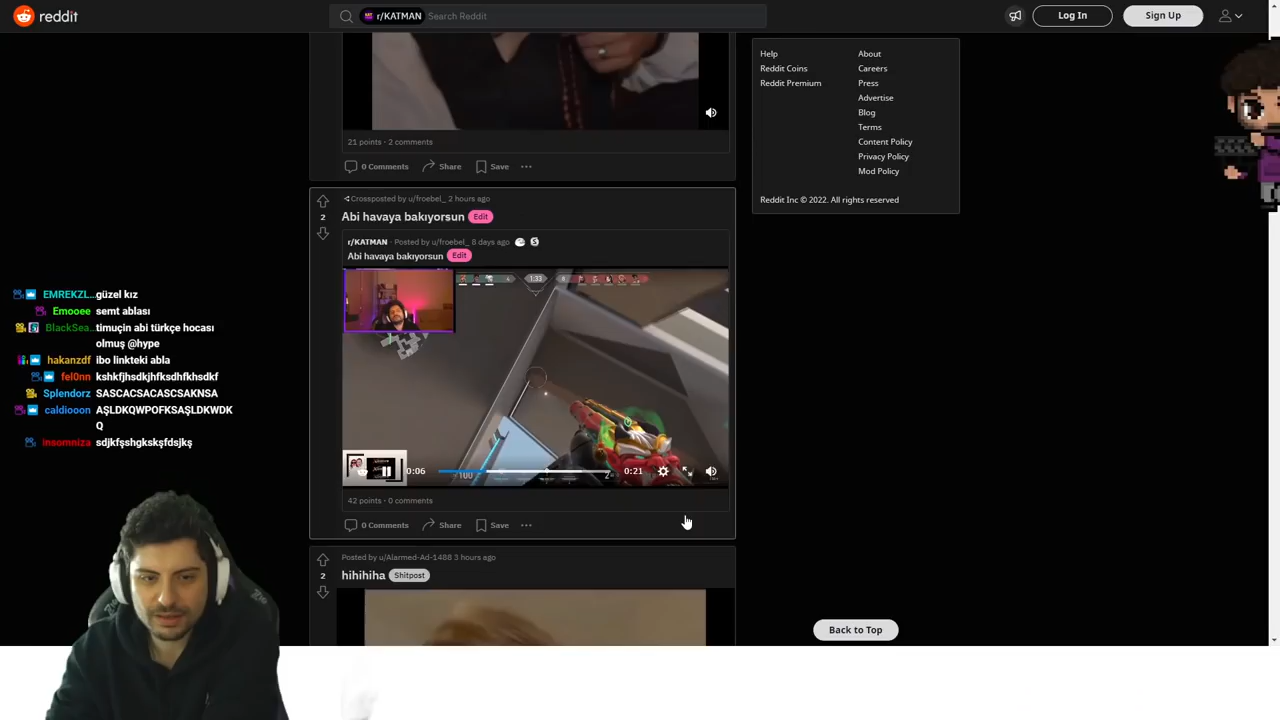 reddit
r/KATMAN
Search Reddit
Log In
Sign Up
21 points · 2 comments
0 Comments
Share
Save
Crossposted by u/froebel_ 2 hours ago
2
Abi havaya bakıyorsun
Edit
r/KATMAN · Posted by u/froebel_ 8 days ago
Abi havaya bakıyorsun
Edit
1:33
0:06
100
0:21
42 points · 0 comments
0 Comments
Share
Save
Posted by u/Alarmed-Ad-1488 3 hours ago
2
hihihiha
Shitpost
Help
Reddit Coins
Reddit Premium
About
Careers
Press
Advertise
Blog
Terms
Content Policy
Privacy Policy
Mod Policy
Reddit Inc © 2022. All rights reserved
Back to Top
EMREKZL... güzel kız
Emooee semt ablası
BlackSea... timuçin abi türkçe hocası
olmuş @hype
hakanzdf ibo linkteki abla
fel0nn kshkfjhsdkjhfksdhfkhsdkf
Splendorz SASCACSACASCSAKNSA
caldiooon AŞLDKQWPOFKSAŞLDKWDK
Q
insomniza sdjkfşshgkskşfdsjkş